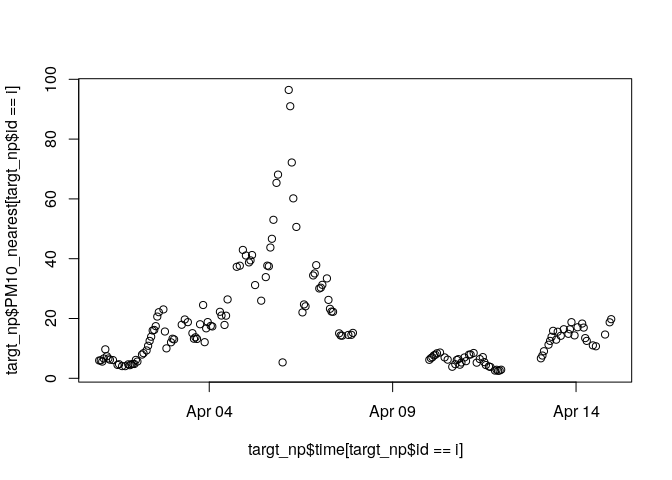 targt_np$PM10_nearest[targt_np$id == i]
100
80
60
40
20
0
Apr 04
Apr 09
Apr 14
targt_np$time[targt_np$id == i]